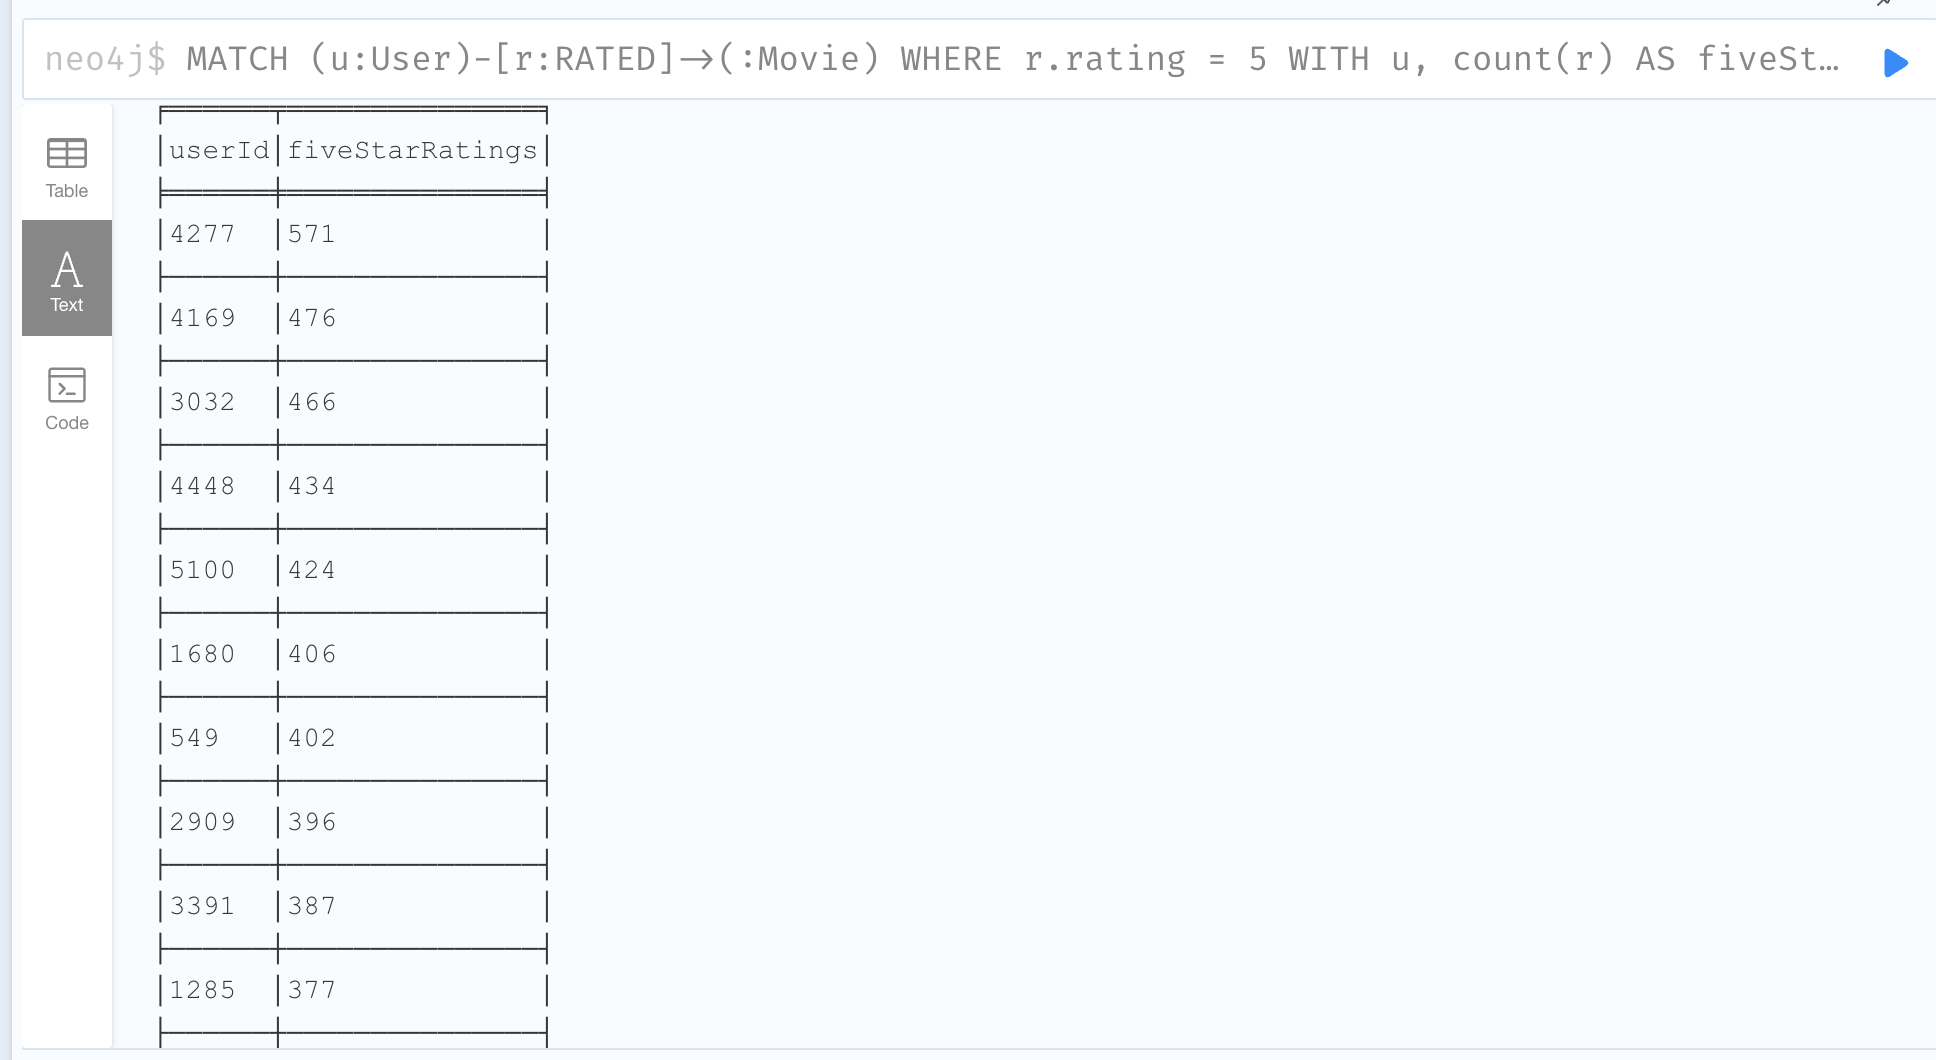 neo4j$ MATCH (u:User)-[r:RATED]→(:Movie) WHERE r.rating = 5 WITH u, count(r) AS fiveSt…
Table
Text
Code
userId fiveStarRatings
4277 571
4169 476
3032 466
4448 434
5100 424
1680 406
549 402
2909 396
3391 387
1285 377